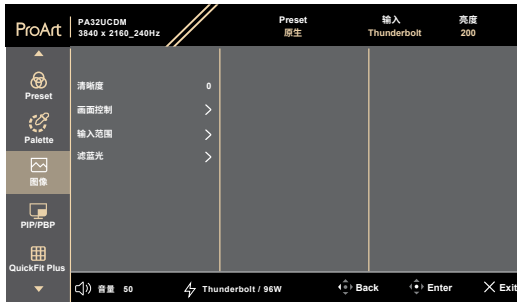 ProArt
PA32UCDM
3840 x 2160_240Hz
Preset
原生
输入
Thunderbolt
亮度
200
Preset
Palette
图像
PIP/PBP
QuickFit Plus
清晰度 0
画面控制
输入范围
滤蓝光
音量 50
Thunderbolt / 96W
Back
Enter
Exit